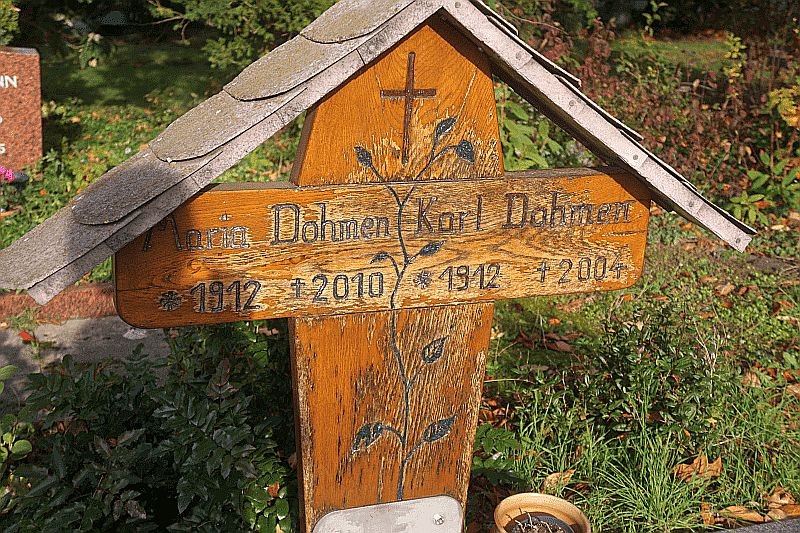 Maria Dohmen Karl Dohmen
* 1912 † 2010 * 1912 † 2004